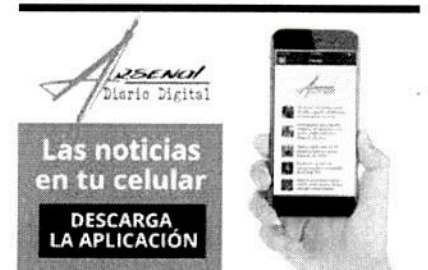 ARSENAL
Diario Digital
Las noticias
en tu celular
DESCARGA
LA APLICACIÓN